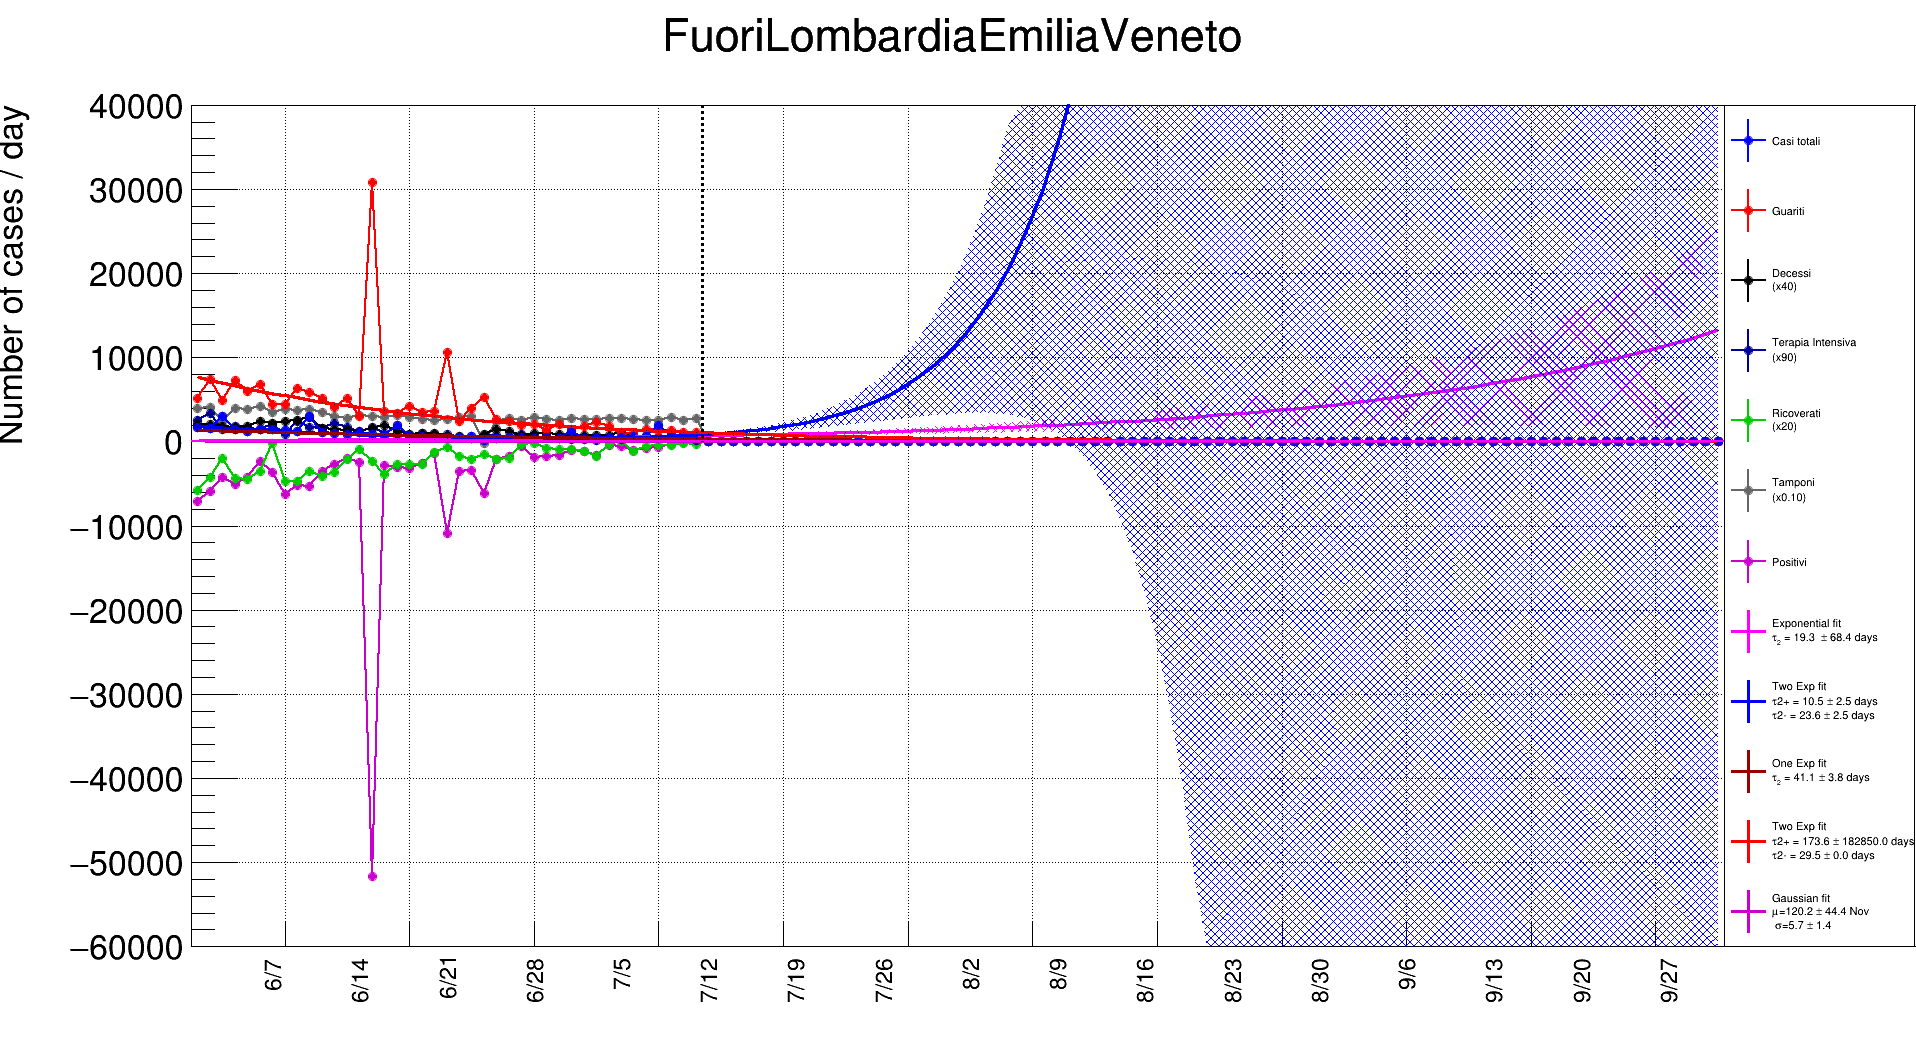 FuoriLombardiaEmiliaVeneto
Number of cases / day
40000
30000
20000
10000
0
−10000
−20000
−30000
−40000
−50000
−60000
6/7
6/14
6/21
6/28
7/5
7/12
7/19
7/26
8/2
8/9
8/16
8/23
8/30
9/6
9/13
9/20
9/27
Casi totali
Guariti
Decessi
(x40)
Terapia Intensiva
(x90)
Ricoverati
(x20)
Tamponi
(x0.10)
Positivi
Exponential fit
τ2 = 19.3 ± 68.4 days
Two Exp fit
τ2+ = 10.5 ± 2.5 days
τ2- = 23.6 ± 2.5 days
One Exp fit
τ2 = 41.1 ± 3.8 days
Two Exp fit
τ2+ = 173.6 ± 182850.0 days
τ2- = 29.5 ± 0.0 days
Gaussian fit
μ=120.2 ± 44.4 Nov
σ=5.7 ± 1.4